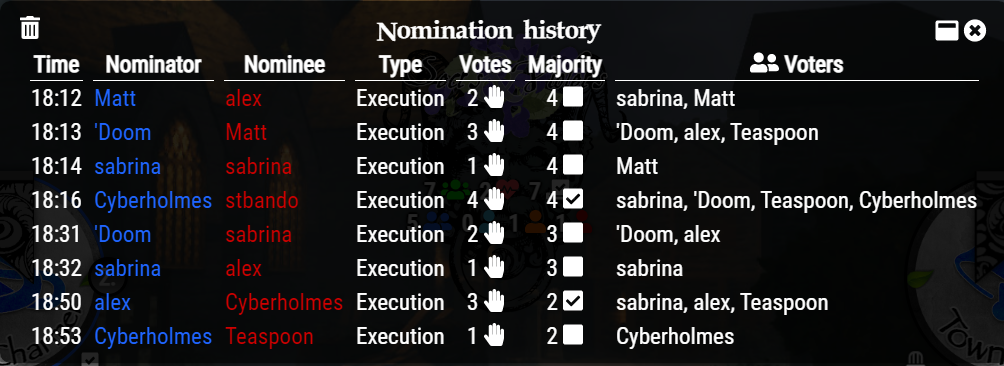 Nomination history
Time Nominator Nominee Type Votes Majority Voters
18:12 Matt alex Execution 2 4 sabrina, Matt
18:13 'Doom Matt Execution 3 4 'Doom, alex, Teaspoon
18:14 sabrina sabrina Execution 1 4 Matt
18:16 Cyberholmes stbando Execution 4 4 sabrina, 'Doom, Teaspoon, Cyberholmes
18:31 'Doom sabrina Execution 2 3 'Doom, alex
18:32 sabrina alex Execution 1 3 sabrina
18:50 alex Cyberholmes Execution 3 2 sabrina, alex, Teaspoon
18:53 Cyberholmes Teaspoon Execution 1 2 Cyberholmes